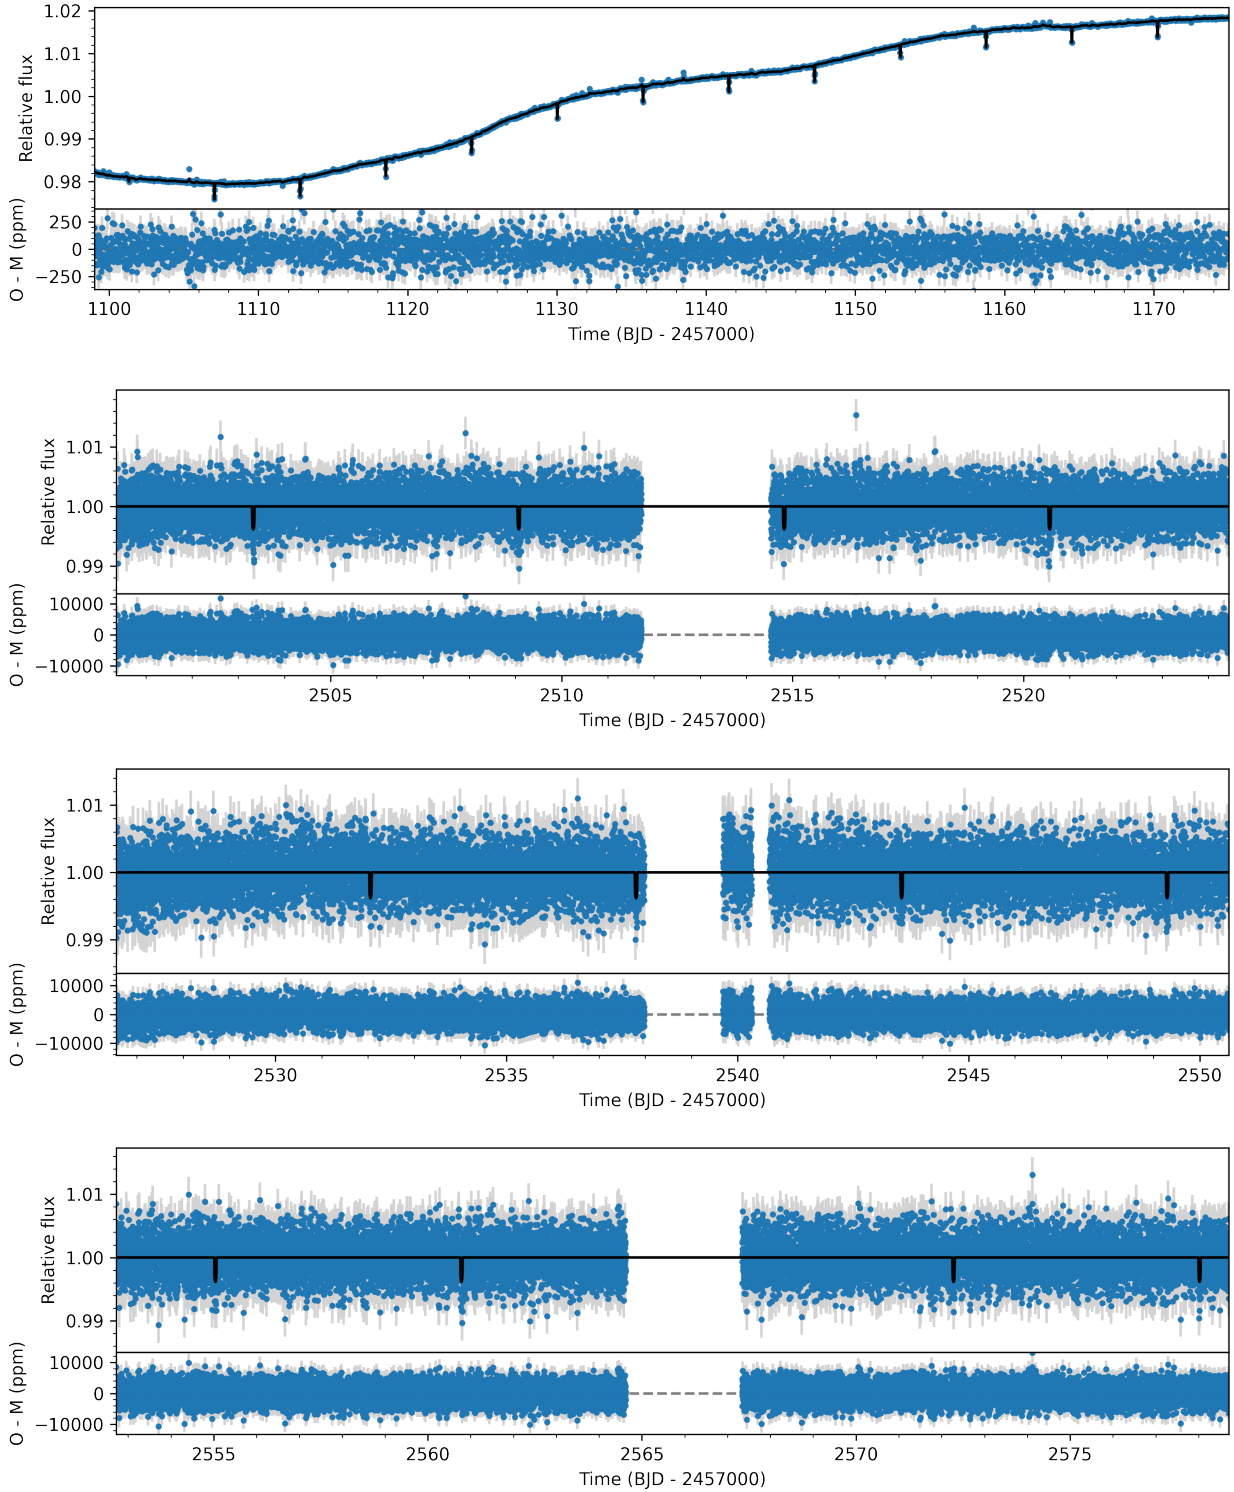 1.02
1.01
1.00
0.99
0.98
Relative flux
250
0
−250
O - M (ppm)
1100 1110 1120 1130 1140 1150 1160 1170
Time (BJD - 2457000)
1.01
1.00
0.99
Relative flux
10000
0
−10000
O - M (ppm)
2505 2510 2515 2520
Time (BJD - 2457000)
1.01
1.00
0.99
Relative flux
10000
0
−10000
O - M (ppm)
2530 2535 2540 2545 2550
Time (BJD - 2457000)
1.01
1.00
0.99
Relative flux
10000
0
−10000
O - M (ppm)
2555 2560 2565 2570 2575
Time (BJD - 2457000)